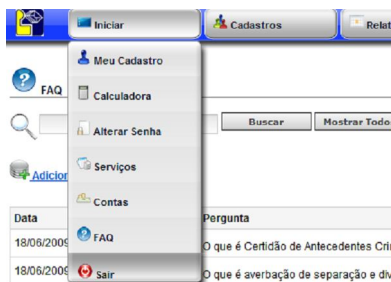 Iniciar
Cadastros
Relat
Meu Cadastro
Calculadora
Alterar Senha
Serviços
Contas
FAQ
Sair
FAQ
Buscar
Mostrar Todo
Adicion
Data
Pergunta
18/06/2009
O que é Certidão de Antecedentes Cri
18/06/2009
O que é averbação de separação e div